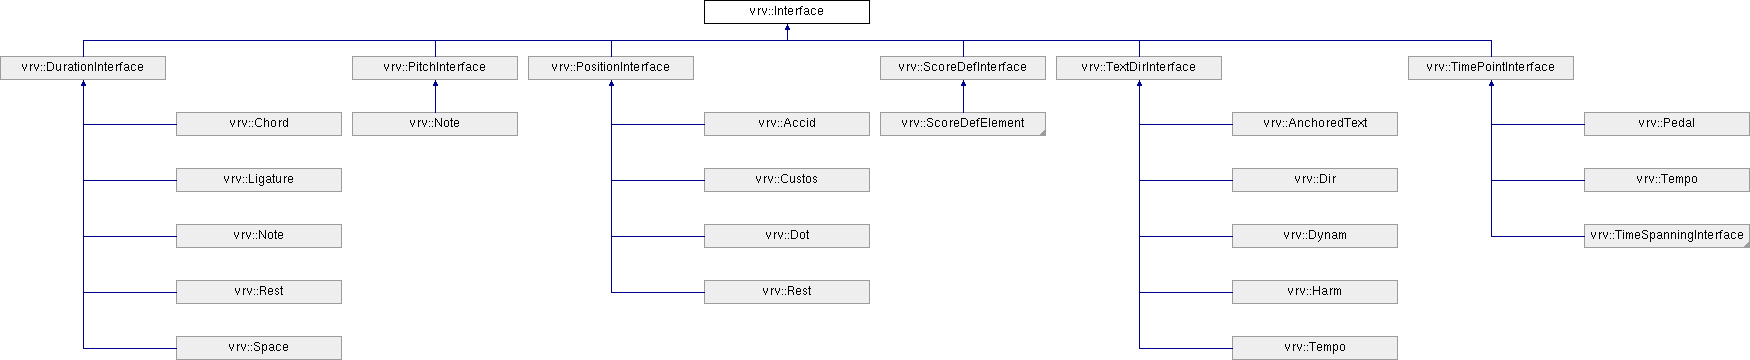 vrv::Interface
vrv::DurationInterface
vrv::PitchInterface
vrv::PositionInterface
vrv::ScoreDefInterface
vrv::TextDirInterface
vrv::TimePointInterface
vrv::Chord
vrv::Note
vrv::Accid
vrv::ScoreDefElement
vrv::AnchoredText
vrv::Pedal
vrv::Ligature
vrv::Custos
vrv::Dir
vrv::Tempo
vrv::Note
vrv::Dot
vrv::Dynam
vrv::TimeSpanningInterface
vrv::Rest
vrv::Rest
vrv::Harm
vrv::Space
vrv::Tempo